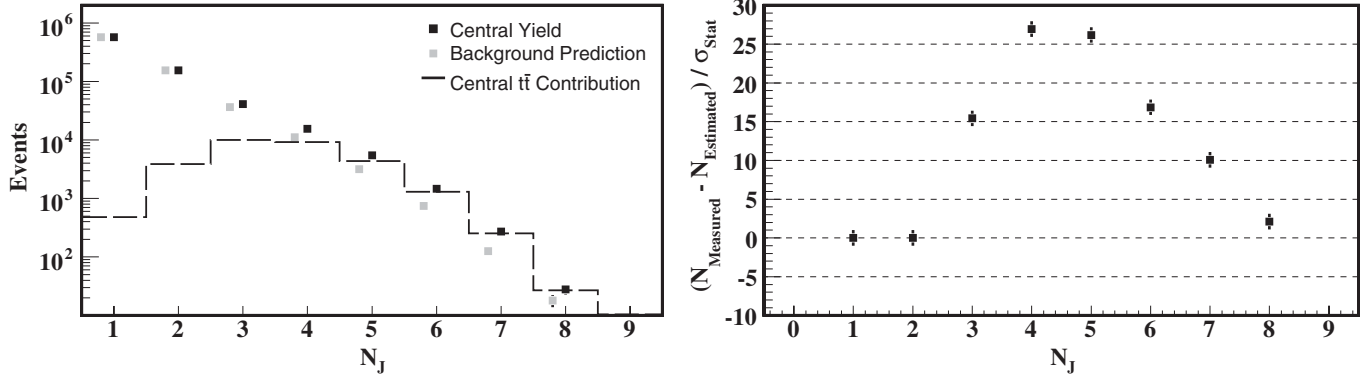 10^6
10^5
10^4
10^3
10^2
Events
Central Yield
Background Prediction
Central tt̄ Contribution
1 2 3 4 5 6 7 8 9
N_J
30
25
20
15
10
5
0
-5
-10
(N_Measured - N_Estimated) / σ_Stat
0 1 2 3 4 5 6 7 8 9
N_J